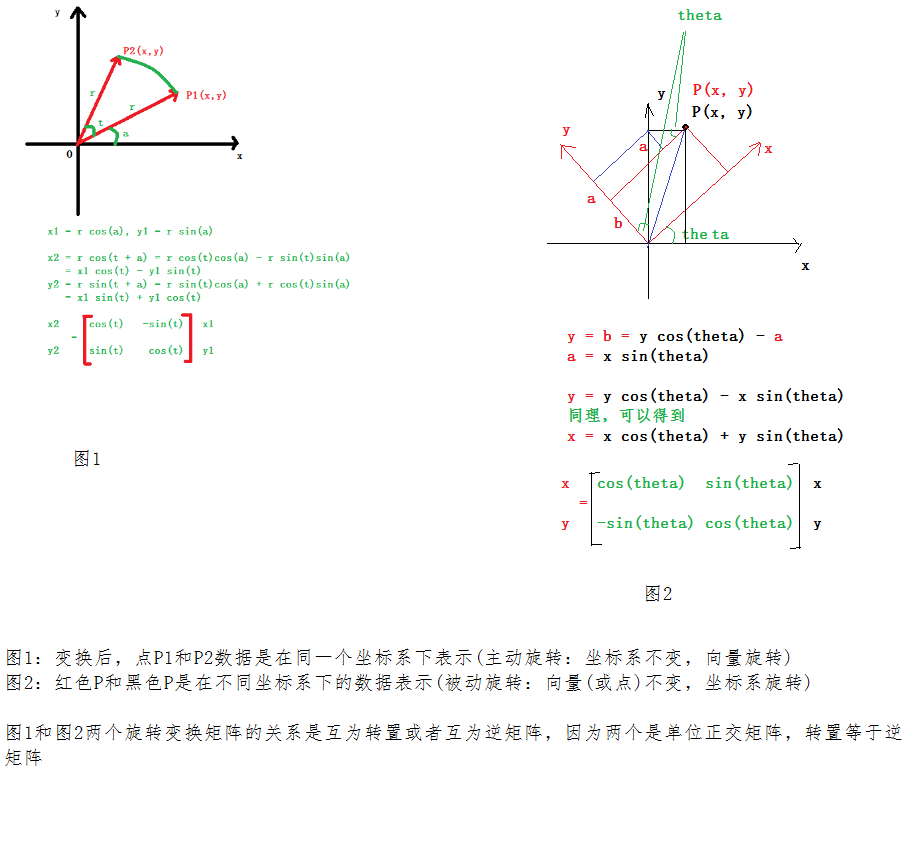 y
P2(x,y)
P1(x,y)
r
r
t
a
O
x
x1 = r cos(a), y1 = r sin(a)
x2 = r cos(t + a) = r cos(t)cos(a) - r sin(t)sin(a)
= x1 cos(t) - y1 sin(t)
y2 = r sin(t + a) = r sin(t)cos(a) + r cos(t)sin(a)
= x1 sin(t) + y1 cos(t)
x2 cos(t) -sin(t) x1
=
y2 sin(t) cos(t) y1
图1
theta
y
P(x, y)
P(x, y)
y
a
x
a
b
the ta
x
y = b = y cos(theta) - a
a = x sin(theta)
y = y cos(theta) - x sin(theta)
同理，可以得到
x = x cos(theta) + y sin(theta)
x cos(theta) sin(theta) x
=
y -sin(theta) cos(theta) y
图2
图1：变换后，点P1和P2数据是在同一个坐标系下表示(主动旋转：坐标系不变，向量旋转)
图2：红色P和黑色P是在不同坐标系下的数据表示(被动旋转：向量(或点)不变，坐标系旋转)
图1和图2两个旋转变换矩阵的关系是互为转置或者互为逆矩阵，因为两个是单位正交矩阵，转置等于逆
矩阵